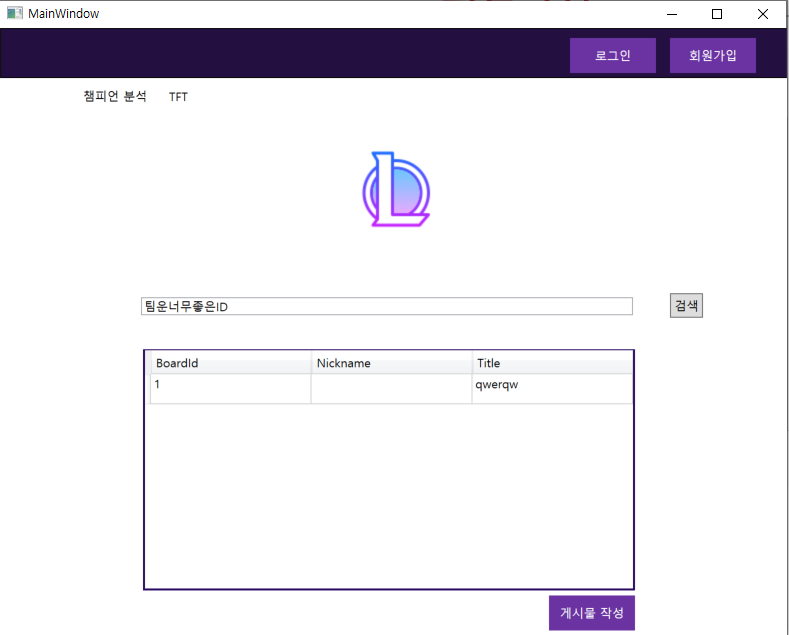 MainWindow
로그인 회원가입
챔피언 분석 TFT
팀운너무좋은ID 검색
BoardId Nickname Title
1 qwerqw
게시물 작성